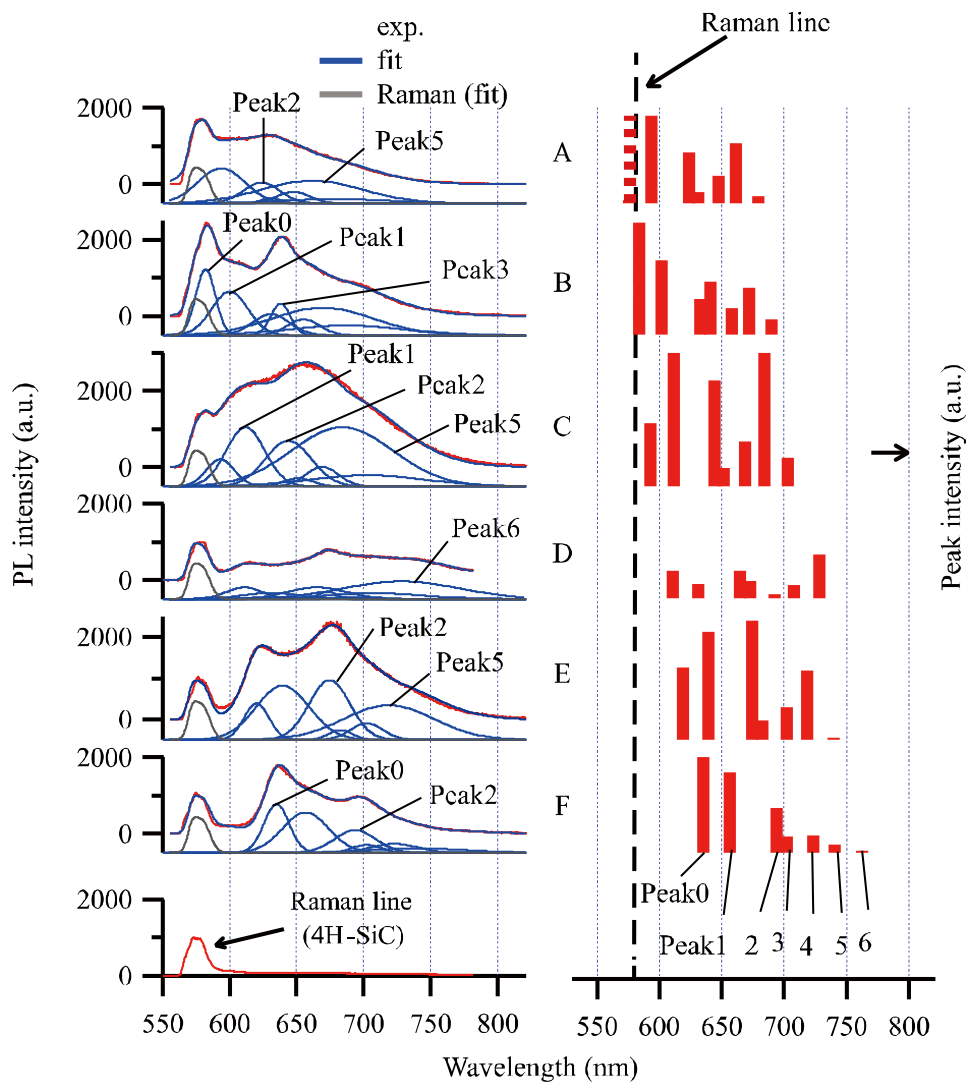 exp.
fit
Raman (fit)
Raman linc
2000
0
Peak2
Peak5
A
2000
0
Peak0
Pcak1
Pcak3
B
2000
0
Peak1
Pcak2
Peak5
C
2000
0
Peak6
D
2000
0
Peak2
Peak5
E
2000
0
Peak0
Pcak2
F
Peak0
Peak1 2 3 4 5 6
2000
0
Raman line
(4H-SiC)
550 600 650 700 750 800
550 600 650 700 750 800
Wavelength (nm)
PL intensity (a.u.)
Peak intensity (a.u.)